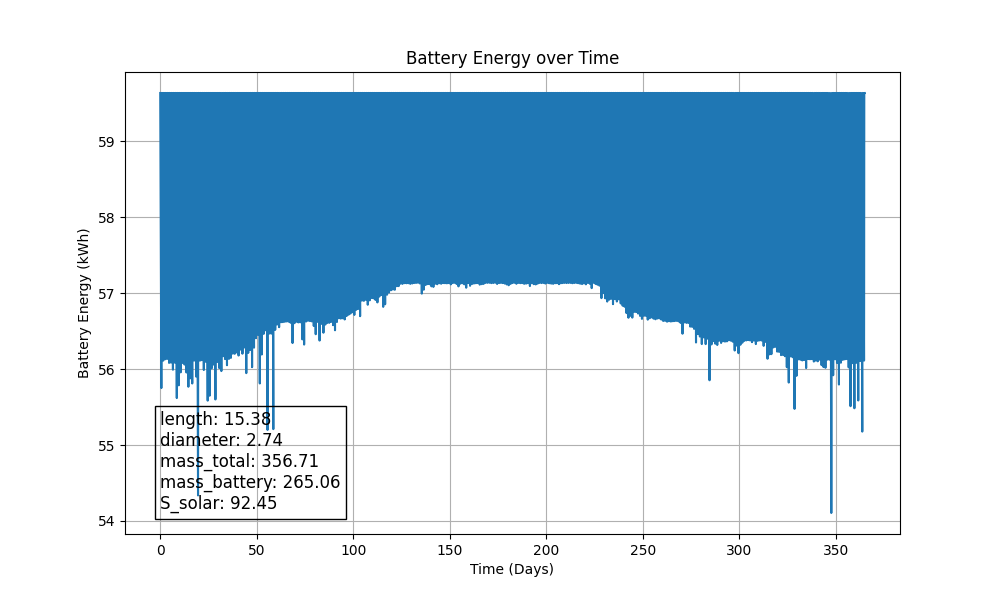 Battery Energy over Time
Battery Energy (kWh)
59
58
57
56
55
54
length: 15.38
diameter: 2.74
mass_total: 356.71
mass_battery: 265.06
S_solar: 92.45
0 50 100 150 200 250 300 350
Time (Days)